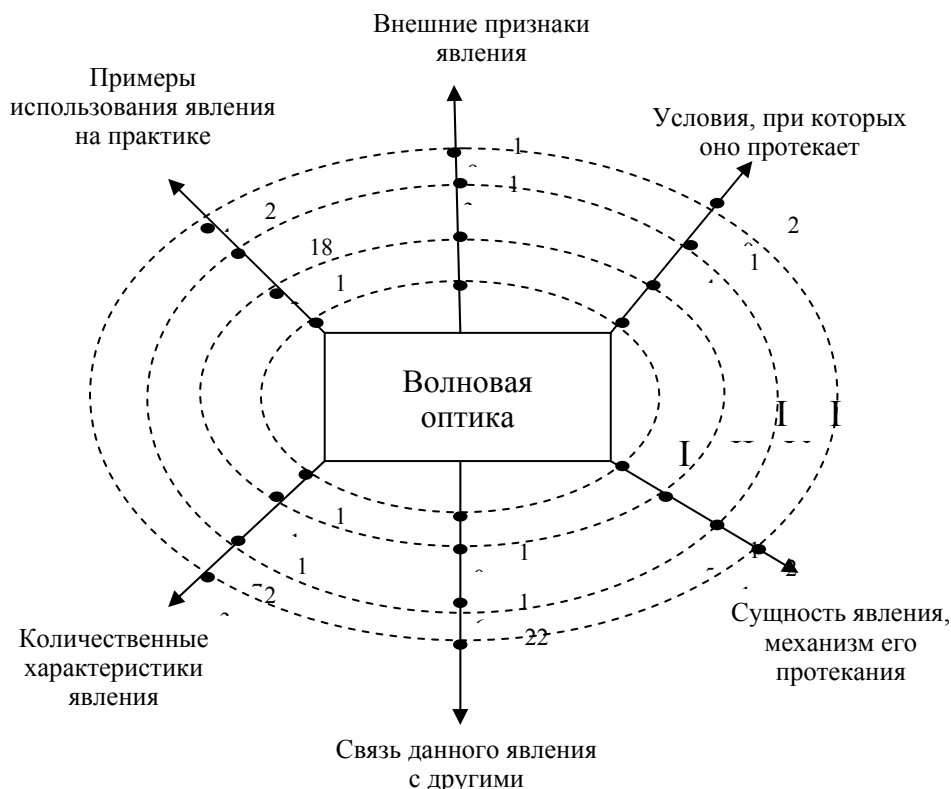 Внешние признаки
явления
Примеры
использования явления
на практике
Условия, при которых
оно протекает
1
1
2
2
18
1
1
Волновая
оптика
I
I
I
1
1
1
1
2
1
2
22
Количественные
характеристики
явления
Сущность явления,
механизм его
протекания
Связь данного явления
с другими